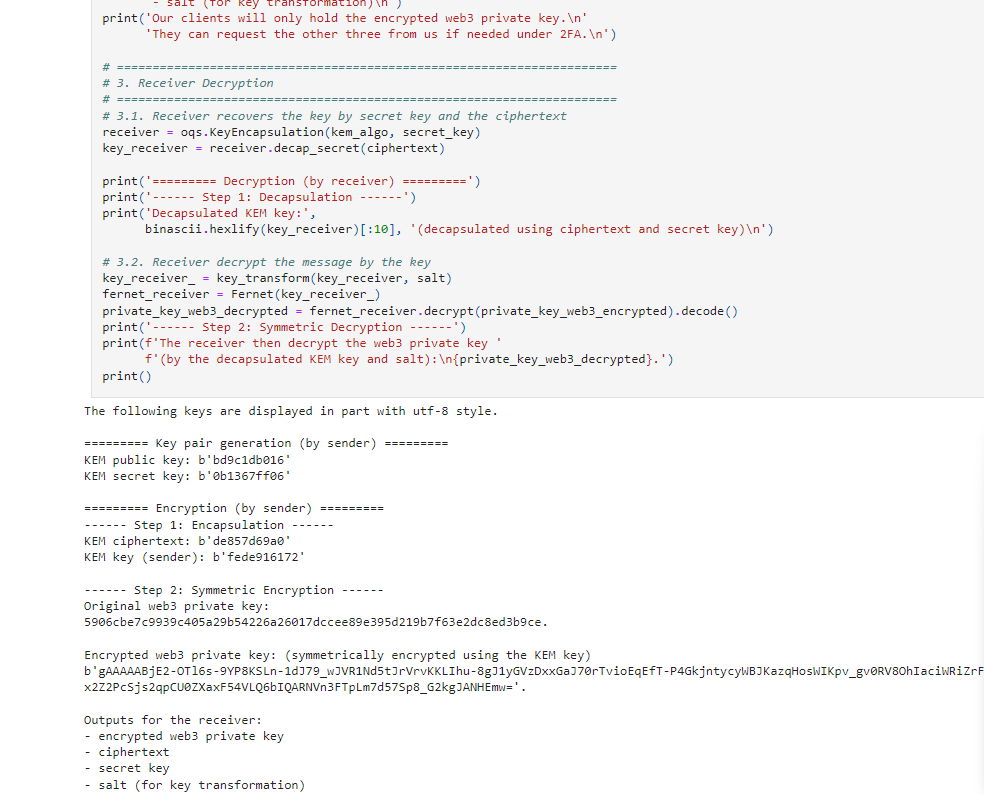 - salt (for key transformation)\n')
print('Our clients will only hold the encrypted web3 private key.\n'
'They can request the other three from us if needed under 2FA.\n')
# ======================================================================
# 3. Receiver Decryption
# ======================================================================
# 3.1. Receiver recovers the key by secret key and the ciphertext
receiver = oqs.KeyEncapsulation(kem_algo, secret_key)
key_receiver = receiver.decap_secret(ciphertext)
print('========= Decryption (by receiver) =========')
print('------ Step 1: Decapsulation ------')
print('Decapsulated KEM key:',
binascii.hexlify(key_receiver)[:10], '(decapsulated using ciphertext and secret key)\n')
# 3.2. Receiver decrypt the message by the key
key_receiver_ = key_transform(key_receiver, salt)
fernet_receiver = Fernet(key_receiver_)
private_key_web3_decrypted = fernet_receiver.decrypt(private_key_web3_encrypted).decode()
print('------ Step 2: Symmetric Decryption ------')
print(f'The receiver then decrypt the web3 private key '
f'(by the decapsulated KEM key and salt):\n{private_key_web3_decrypted}.')
print()
The following keys are displayed in part with utf-8 style.
========= Key pair generation (by sender) =========
KEM public key: b'bd9c1db016'
KEM secret key: b'0b1367ff06'
========= Encryption (by sender) =========
------ Step 1: Encapsulation ------
KEM ciphertext: b'de857d69a0'
KEM key (sender): b'fede916172'
------ Step 2: Symmetric Encryption ------
Original web3 private key:
5906cbe7c9939c405a29b54226a26017dccee89e395d219b7f63e2dc8ed3b9ce.
Encrypted web3 private key: (symmetrically encrypted using the KEM key)
b'gAAAAABjE2-OTl6s-9YP8KSLn-1dJ79_wJVR1Nd5tJrVrvKKLIhu-8gJ1yGVzDxxGaJ70rTvioEqEfT-P4GkjntycyWBJKazqHosWIKpv_gv0RV8OhIaciWRiZrF
x2Z2PcSjs2qpCU0ZXaxF54VLQ6bIQARNVn3FTpLm7d57Sp8_G2kgJANHEmw='.
Outputs for the receiver:
- encrypted web3 private key
- ciphertext
- secret key
- salt (for key transformation)